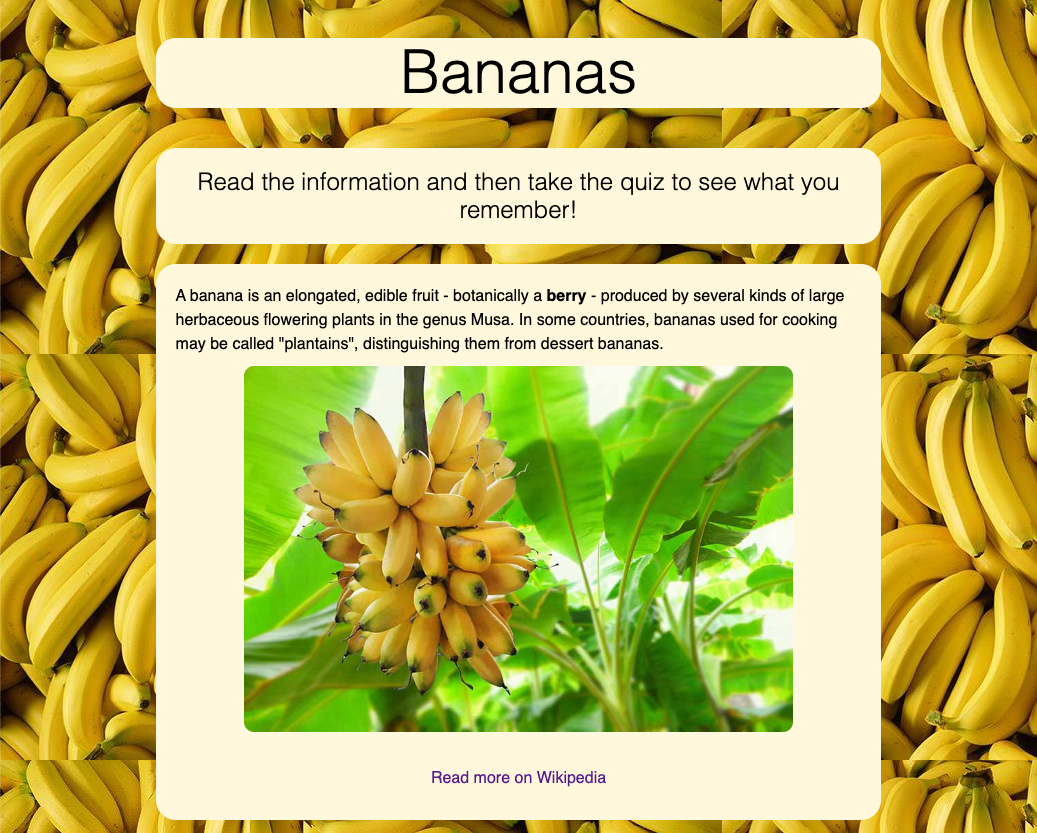 Bananas
Read the information and then take the quiz to see what you
remember!
A banana is an elongated, edible fruit - botanically a berry - produced by several kinds of large
herbaceous flowering plants in the genus Musa. In some countries, bananas used for cooking
may be called "plantains", distinguishing them from dessert bananas.
Read more on Wikipedia